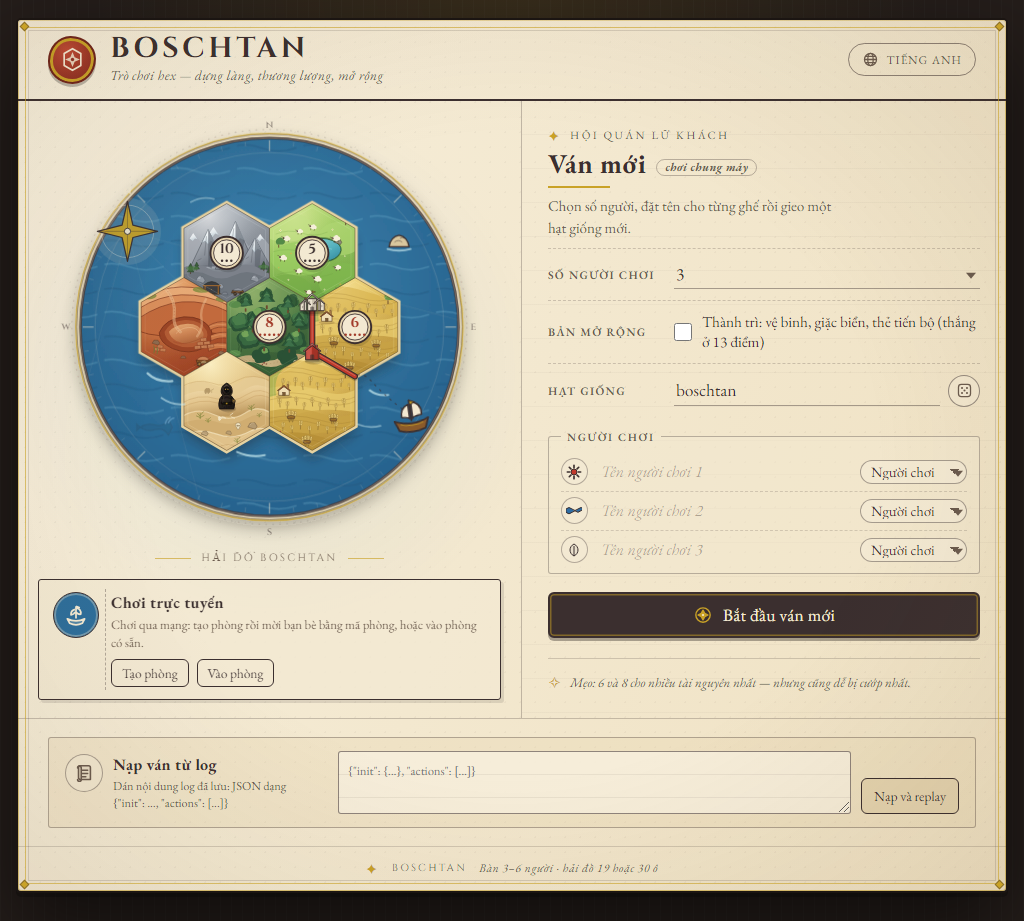 BOSCHTAN
Trò chơi hex — dựng làng, thương lượng, mở rộng
TIẾNG ANH
N
W
E
S
10
5
8
6
HẢI ĐỒ BOSCHTAN
Chơi trực tuyến
Chơi qua mạng: tạo phòng rồi mời bạn bè bằng mã phòng, hoặc vào phòng
có sẵn.
Tạo phòng
Vào phòng
HỘI QUÁN LỮ KHÁCH
Ván mới
chơi chung máy
Chọn số người, đặt tên cho từng ghế rồi gieo một
hạt giống mới.
SỐ NGƯỜI CHƠI
3
BẢN MỞ RỘNG
Thành trì: vệ binh, giặc biển, thẻ tiến bộ (thắng
ở 13 điểm)
HẠT GIỐNG
boschtan
NGƯỜI CHƠI
Tên người chơi 1
Người chơi
Tên người chơi 2
Người chơi
Tên người chơi 3
Người chơi
Bắt đầu ván mới
Mẹo: 6 và 8 cho nhiều tài nguyên nhất — nhưng cũng dễ bị cướp nhất.
Nạp ván từ log
Dán nội dung log đã lưu: JSON dạng
{"init": ..., "actions": [...]}
{"init": {...}, "actions": [...]}
Nạp và replay
BOSCHTAN Bàn 3–6 người · hải đồ 19 hoặc 30 ô